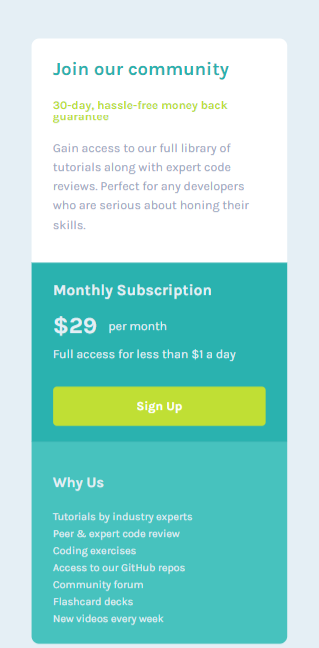 Join our community
30-day, hassle-free money back
guarantee
Gain access to our full library of
tutorials along with expert code
reviews. Perfect for any developers
who are serious about honing their
skills.
Monthly Subscription
$29 per month
Full access for less than $1 a day
Sign Up
Why Us
Tutorials by industry experts
Peer & expert code review
Coding exercises
Access to our GitHub repos
Community forum
Flashcard decks
New videos every week